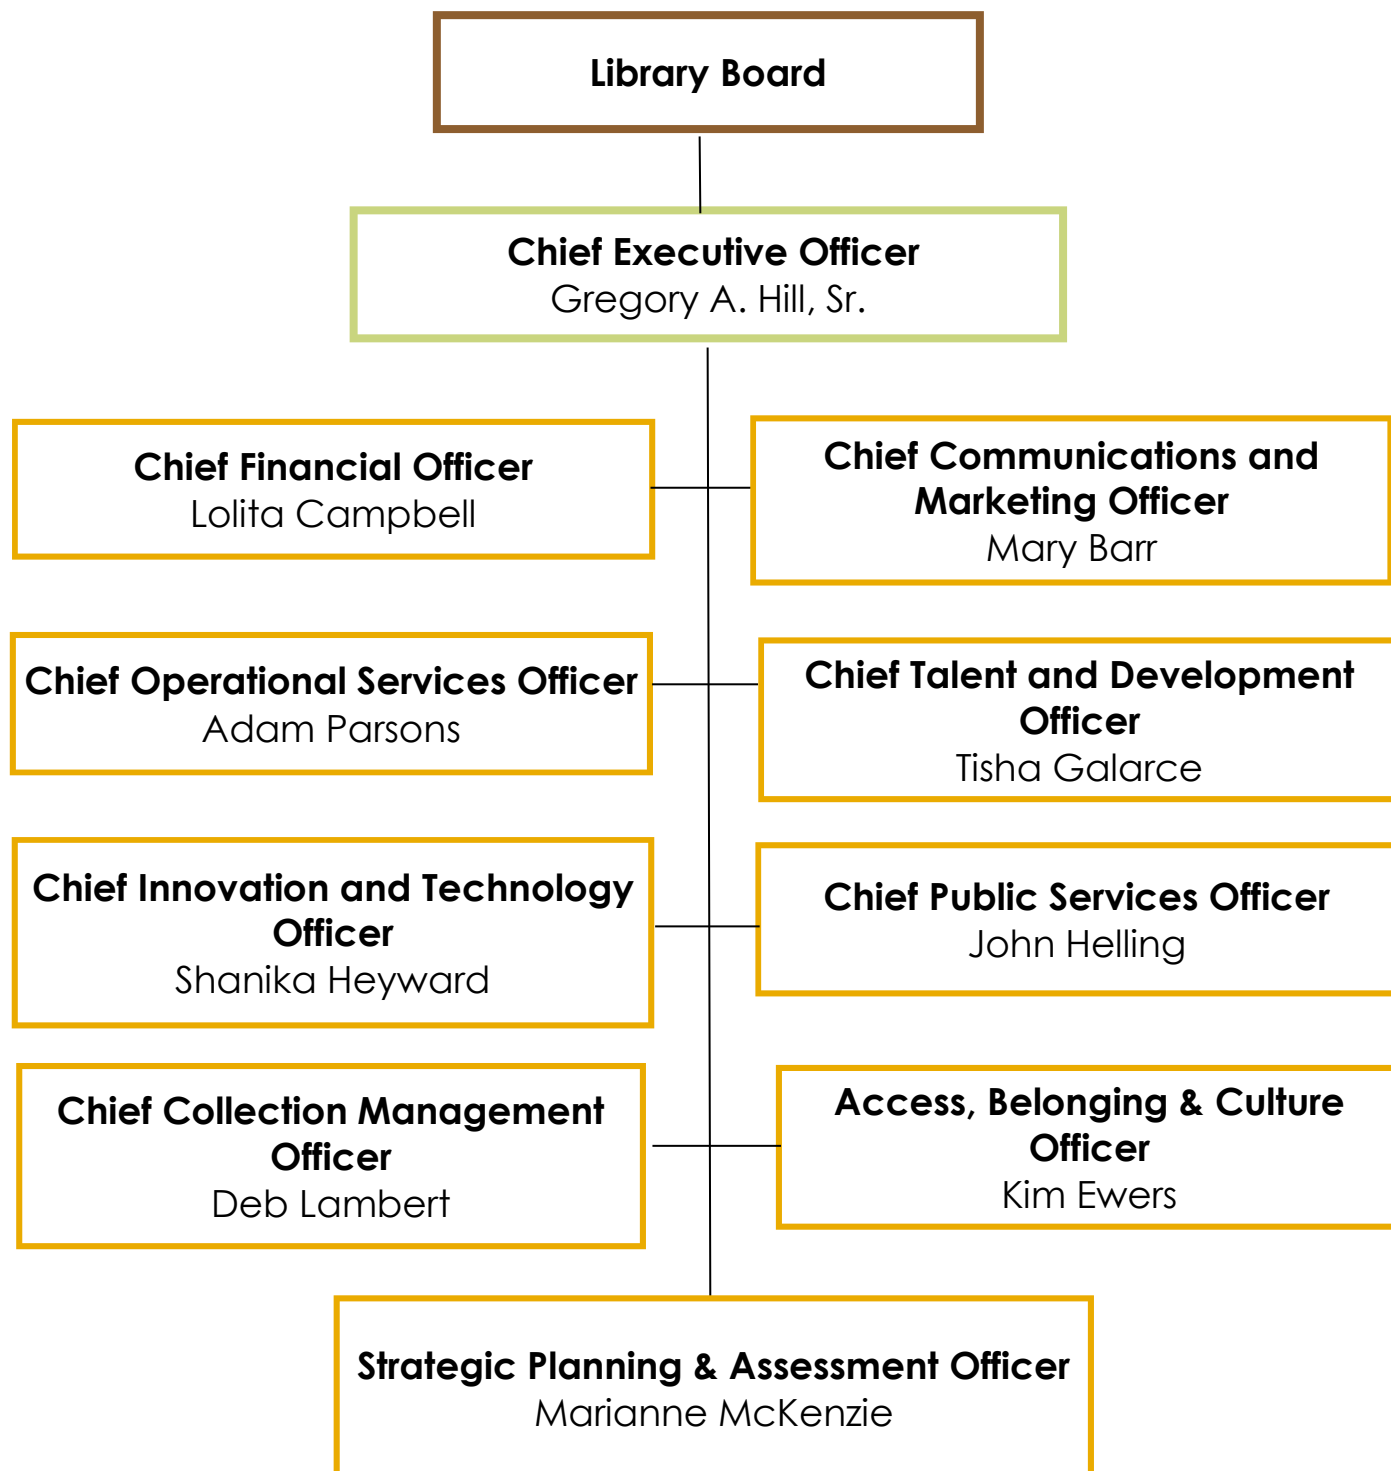 Library Board
Chief Executive Officer
Gregory A. Hill, Sr.
Chief Financial Officer
Lolita Campbell
Chief Communications and
Marketing Officer
Mary Barr
Chief Operational Services Officer
Adam Parsons
Chief Talent and Development
Officer
Tisha Galarce
Chief Innovation and Technology
Officer
Shanika Heyward
Chief Public Services Officer
John Helling
Chief Collection Management
Officer
Deb Lambert
Access, Belonging & Culture
Officer
Kim Ewers
Strategic Planning & Assessment Officer
Marianne McKenzie